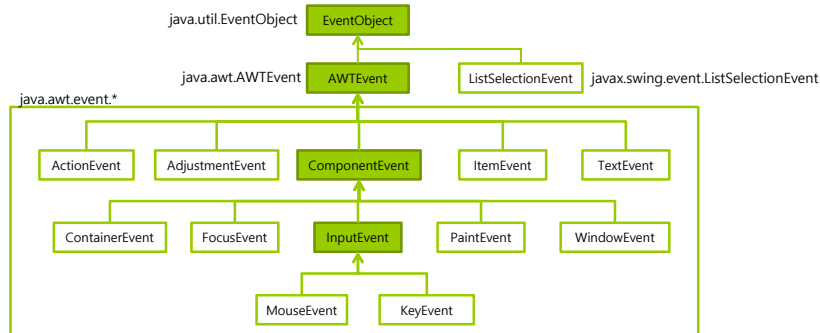 java.util.EventObject EventObject
java.awt.AWTEvent AWTEvent ListSelectionEvent javax.swing.event.ListSelectionEvent
java.awt.event.*
ActionEvent AdjustmentEvent ComponentEvent ItemEvent TextEvent
ContainerEvent FocusEvent InputEvent PaintEvent WindowEvent
MouseEvent KeyEvent